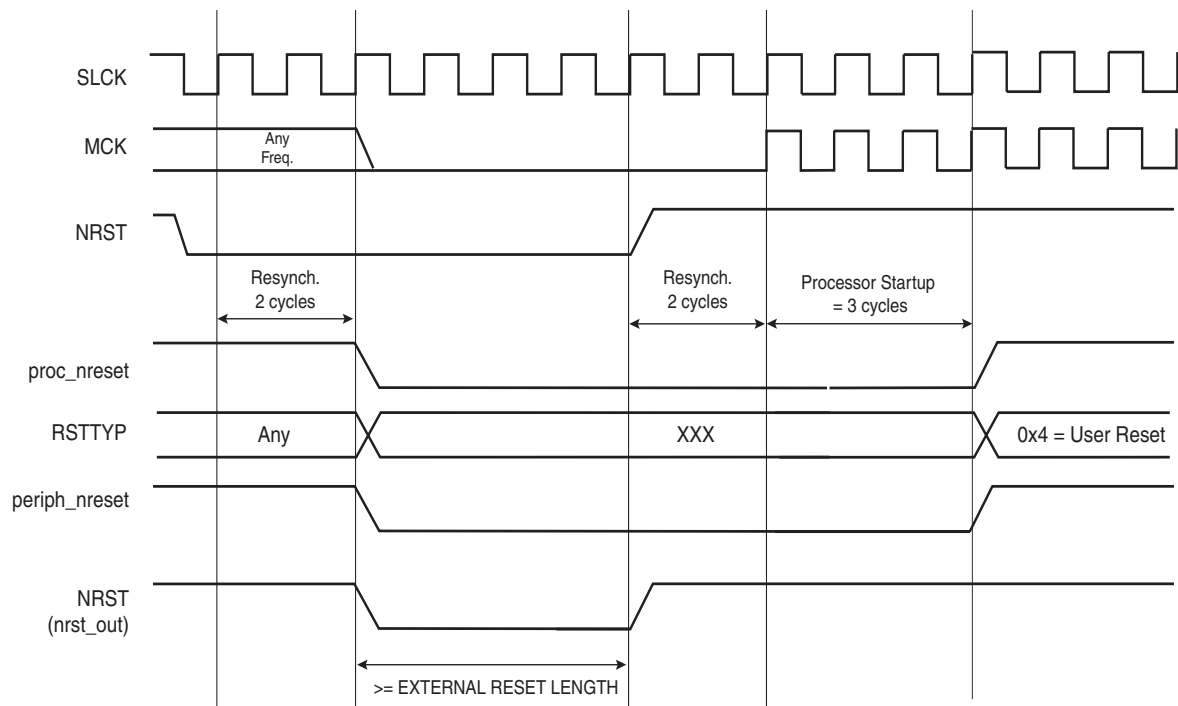 SLCK
MCK
Any
Freq.
NRST
Resynch.
2 cycles
Resynch.
2 cycles
Processor Startup
= 3 cycles
proc_nreset
RSTTYP
Any
XXX
0x4 = User Reset
periph_nreset
NRST
(nrst_out)
>= EXTERNAL RESET LENGTH